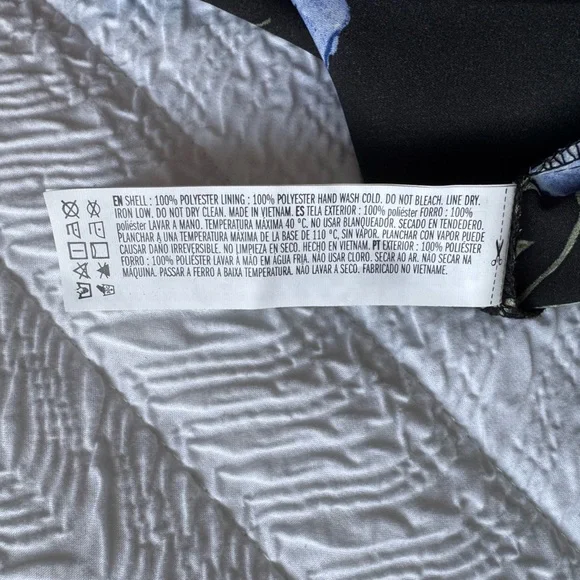 EN SHELL : 100% POLYESTER LINING : 100% POLYESTER HAND WASH COLD. DO NOT BLEACH. LINE DRY.
IRON LOW. DO NOT DRY CLEAN. MADE IN VIETNAM. ES TELA EXTERIOR : 100% poliéster FORRO : 100%
poliéster LAVAR A MANO. TEMPERATURA MAXIMA 40 °C. NO USAR BLANQUEADOR. SECADO EN TENDEDERO.
PLANCHAR A UNA TEMPERATURA MAXIMA DE LA BASE DE 110 °C, SIN VAPOR. PLANCHAR CON VAPOR PUEDE
CAUSAR DAÑO IRREVERSIBLE. NO LIMPIEZA EN SECO. HECHO EN VIETNAM. PT EXTERIOR : 100% POLIÉSTER
FORRO : 100% POLIÉSTER LAVAR À MÃO EM ÁGUA FRIA. NÃO USAR CLORO. SECAR AO AR. NÃO SECAR NA
MÁQUINA. PASSAR A FERRO A BAIXA TEMPERATURA. NÃO LAVAR À SECO. FABRICADO NO VIETNAME.